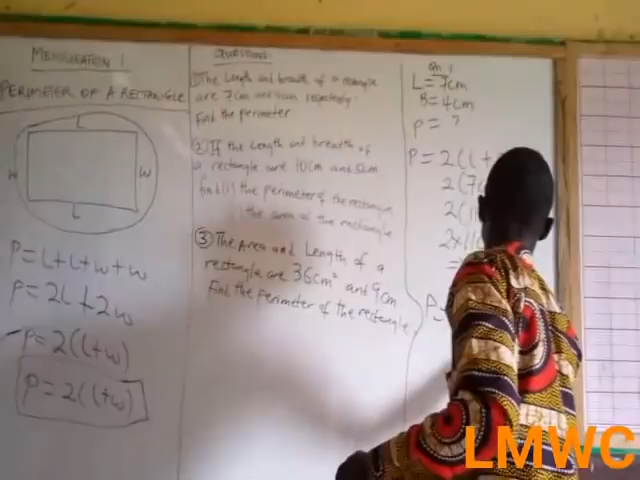 MENSURATION 1
PERIMETER OF A RECTANGLE
L
W
W
L
P=L+L+W+W
P=2L+2W
P=2(L+W)
P=2(L+W)
QUESTIONS
① The Length and breadth of a rectangle
are 7cm and 4cm respectively.
Find the perimeter
② If the Length and breadth of
a rectangle are 10cm and
find (i) the perimeter of the rectangle
the area of the rectangle
③ The Area and Length of a
rectangle are 36cm² and 9cm
Find the perimeter of the rectangle
Qn 1
L=7cm
B=4cm
P=?
P=2(L+
2(7
2(
2×
P=
LMWC